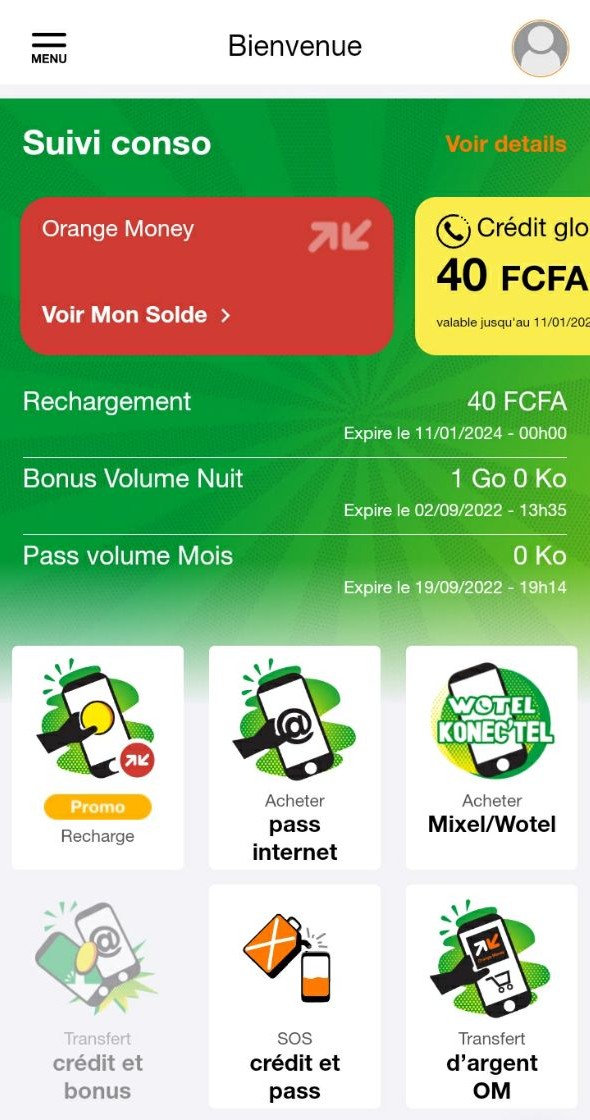 MENU
Bienvenue
Suivi conso
Voir details
Orange Money
Voir Mon Solde >
Crédit glo
40 FCFA
valable jusqu'au 11/01/202
Rechargement
40 FCFA
Expire le 11/01/2024 - 00h00
Bonus Volume Nuit
1 Go 0 Ko
Expire le 02/09/2022 - 13h35
Pass volume Mois
0 Ko
Expire le 19/09/2022 - 19h14
Promo
Recharge
@
Acheter
pass
internet
WOTEL
KONEC'TEL
Acheter
Mixel/Wotel
@
Transfert
crédit et
bonus
SOS
crédit et
pass
Orange Money
Transfert
d'argent
OM